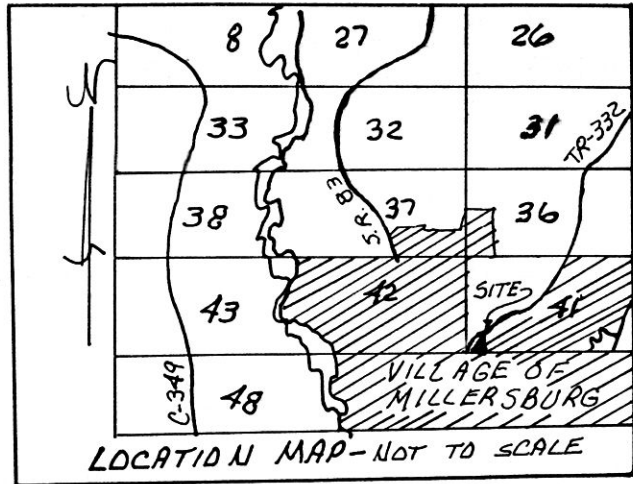 N
8 27 26
33 32 31
TR-332
38 37 36
S.R. 83
43 42 SITE 41
C-349
48 VILLAGE OF
MILLERSBURG
LOCATION MAP-NOT TO SCALE